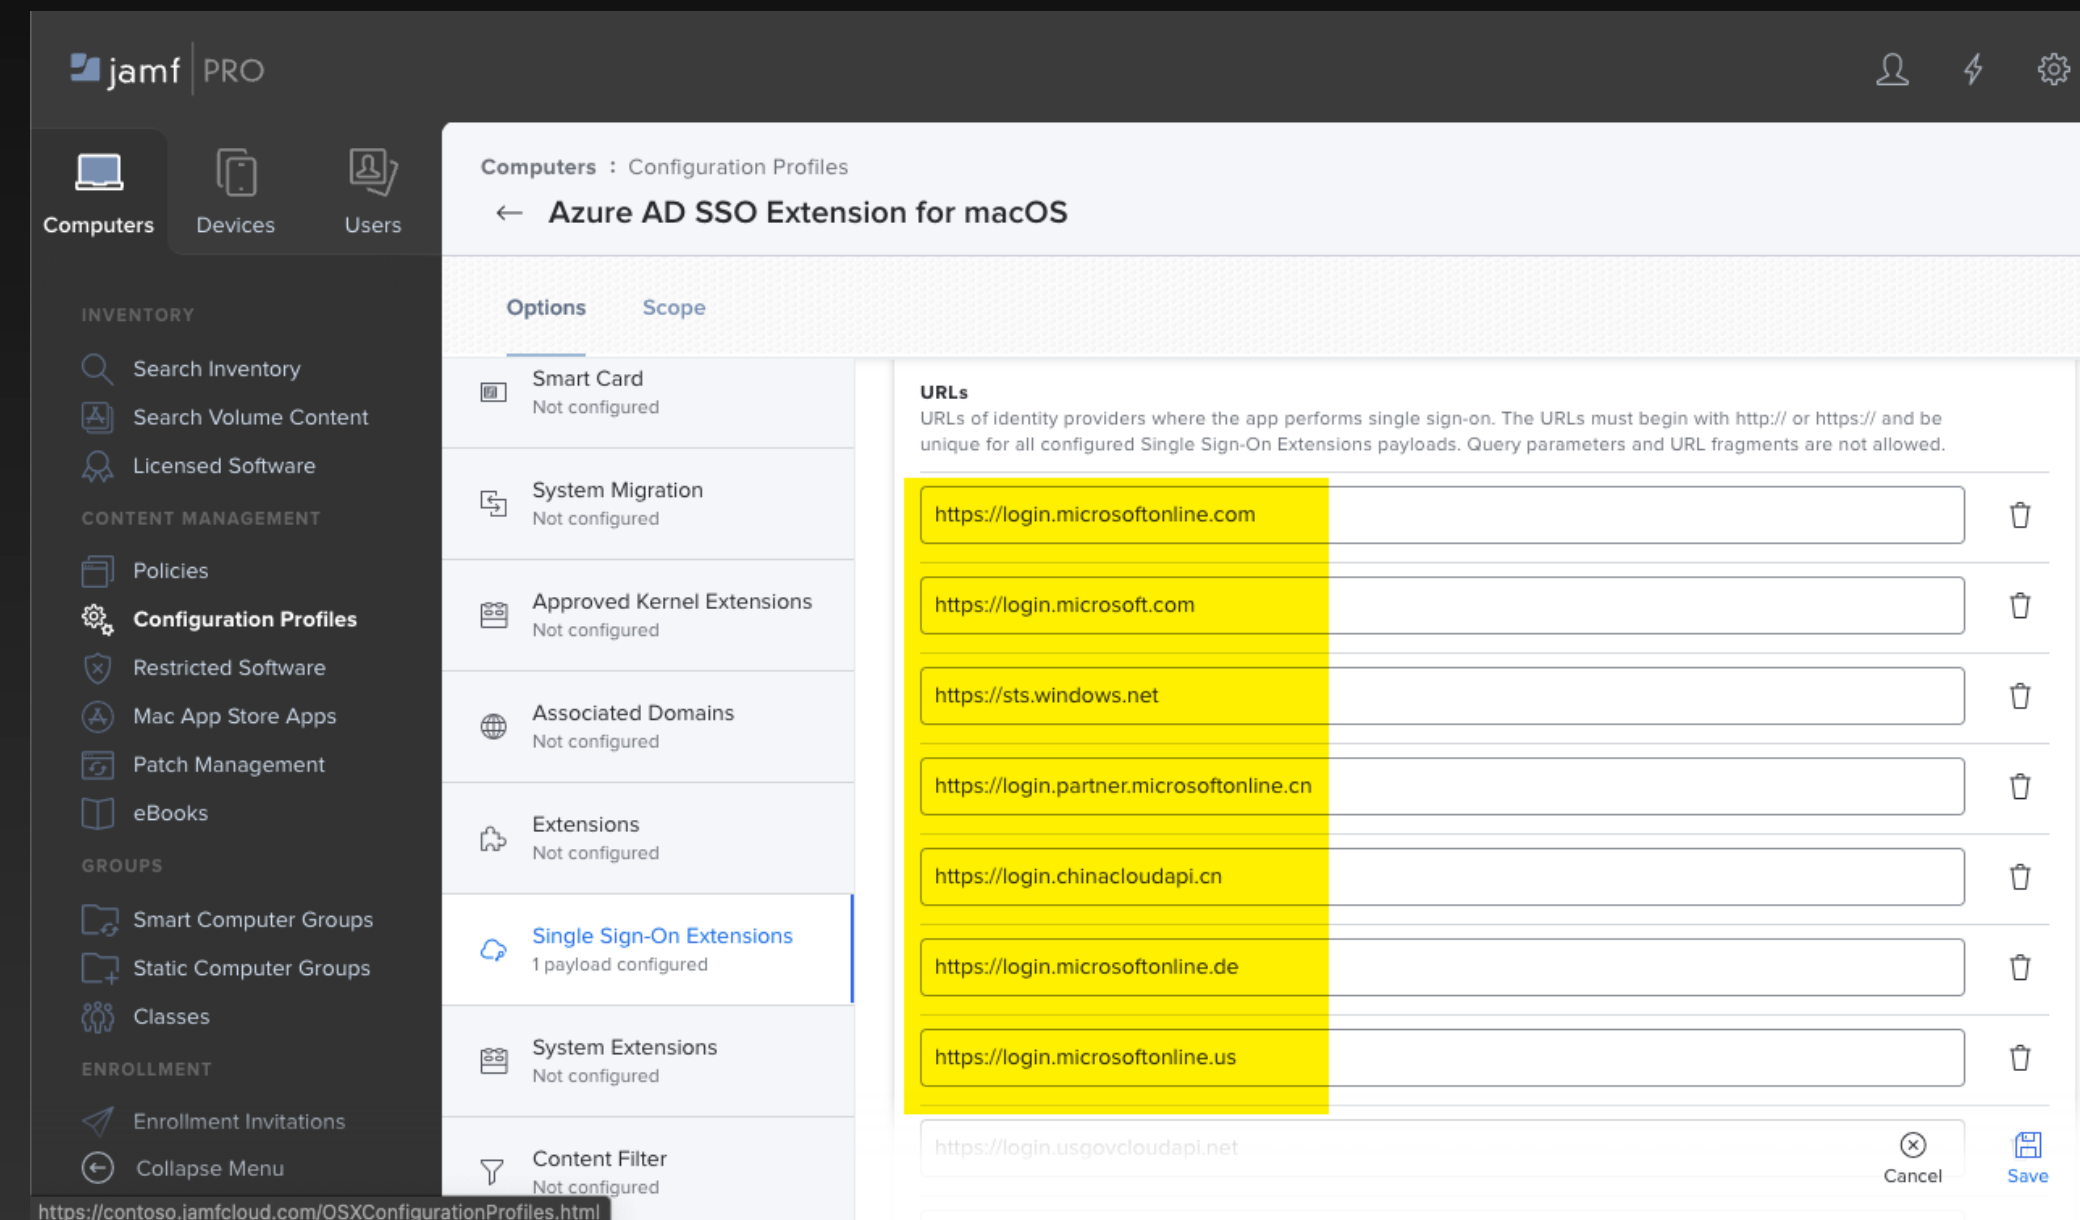 jamf PRO
Computers
Devices
Users
INVENTORY
Search Inventory
Search Volume Content
Licensed Software
CONTENT MANAGEMENT
Policies
Configuration Profiles
Restricted Software
Mac App Store Apps
Patch Management
eBooks
GROUPS
Smart Computer Groups
Static Computer Groups
Classes
ENROLLMENT
Enrollment Invitations
Collapse Menu
https://contoso.jamfcloud.com/OSXConfigurationProfiles.html
Computers : Configuration Profiles
Azure AD SSO Extension for macOS
Options
Scope
Smart Card
Not configured
System Migration
Not configured
Approved Kernel Extensions
Not configured
Associated Domains
Not configured
Extensions
Not configured
Single Sign-On Extensions
1 payload configured
System Extensions
Not configured
Content Filter
Not configured
URLs
URLs of identity providers where the app performs single sign-on. The URLs must begin with http:// or https:// and be
unique for all configured Single Sign-On Extensions payloads. Query parameters and URL fragments are not allowed.
https://login.microsoftonline.com
https://login.microsoft.com
https://sts.windows.net
https://login.partner.microsoftonline.cn
https://login.chinacloudapi.cn
https://login.microsoftonline.de
https://login.microsoftonline.us
https://login.usgovcloudapi.net
Cancel
Save